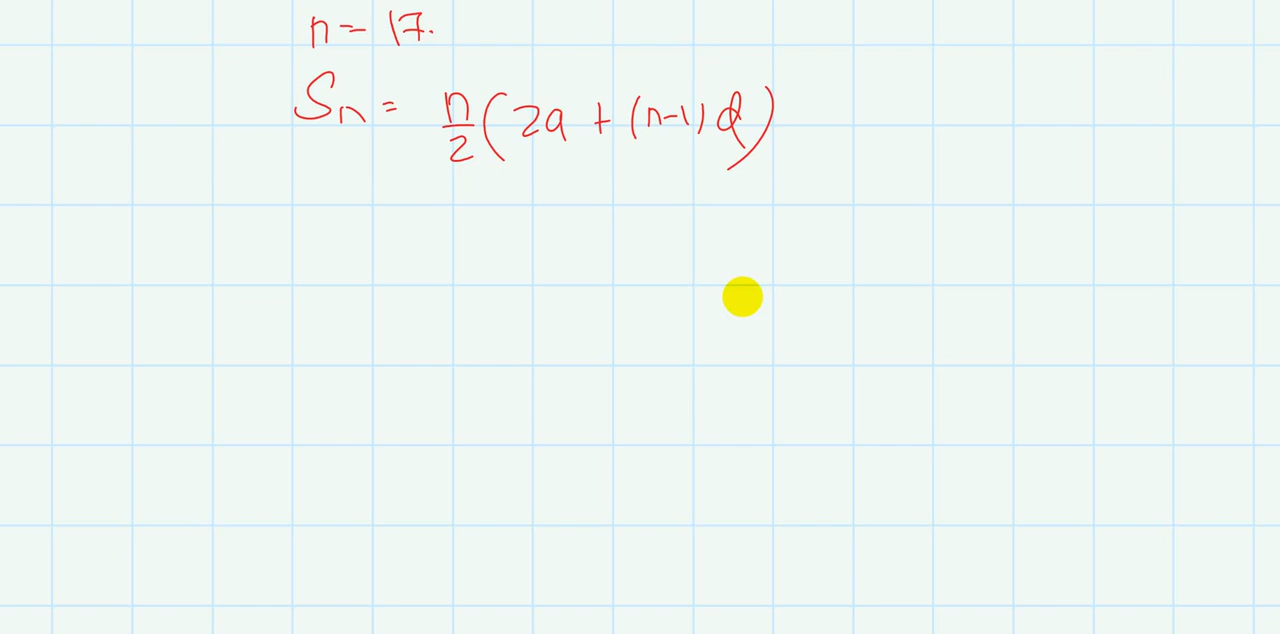 n = 17.
Sn = n/2 (2a + (n-1)d)